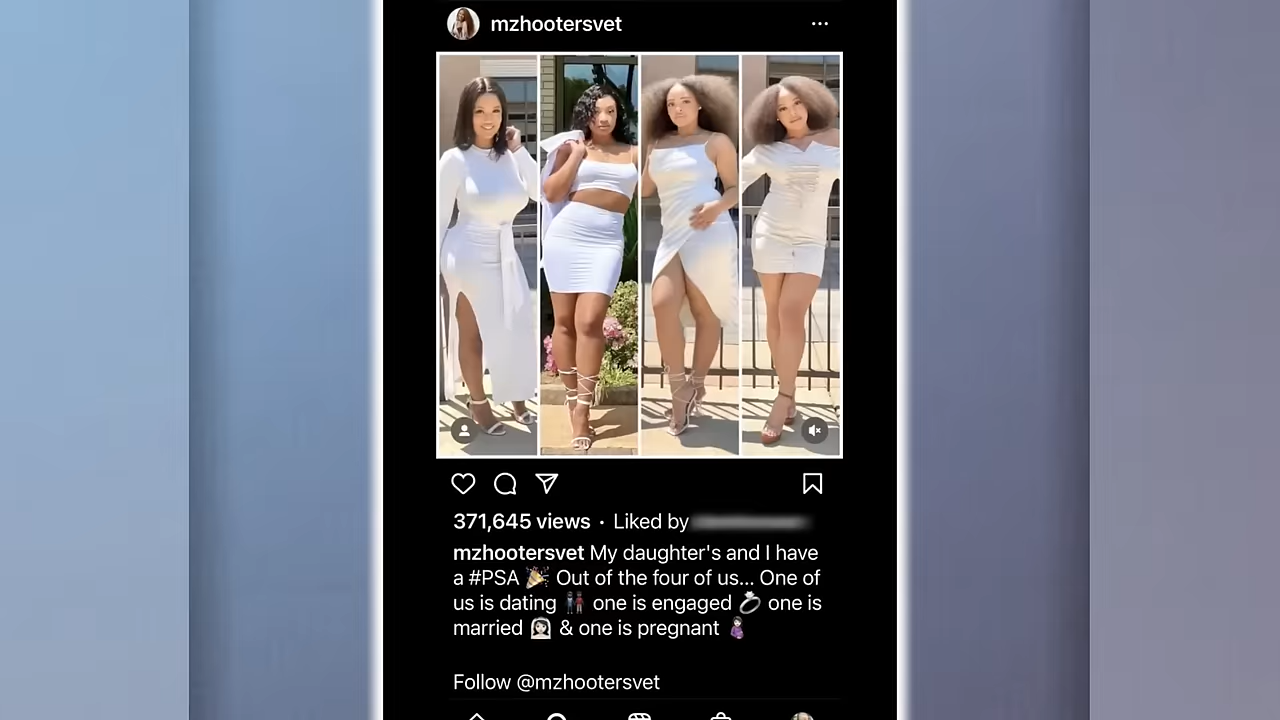 mzhootersvet
371,645 views · Liked by
mzhootersvet My daughter's and I have
a #PSA 🎉 Out of the four of us... One of
us is dating 👫 one is engaged 💍 one is
married 👰🏻 & one is pregnant 🤰
Follow @mzhootersvet